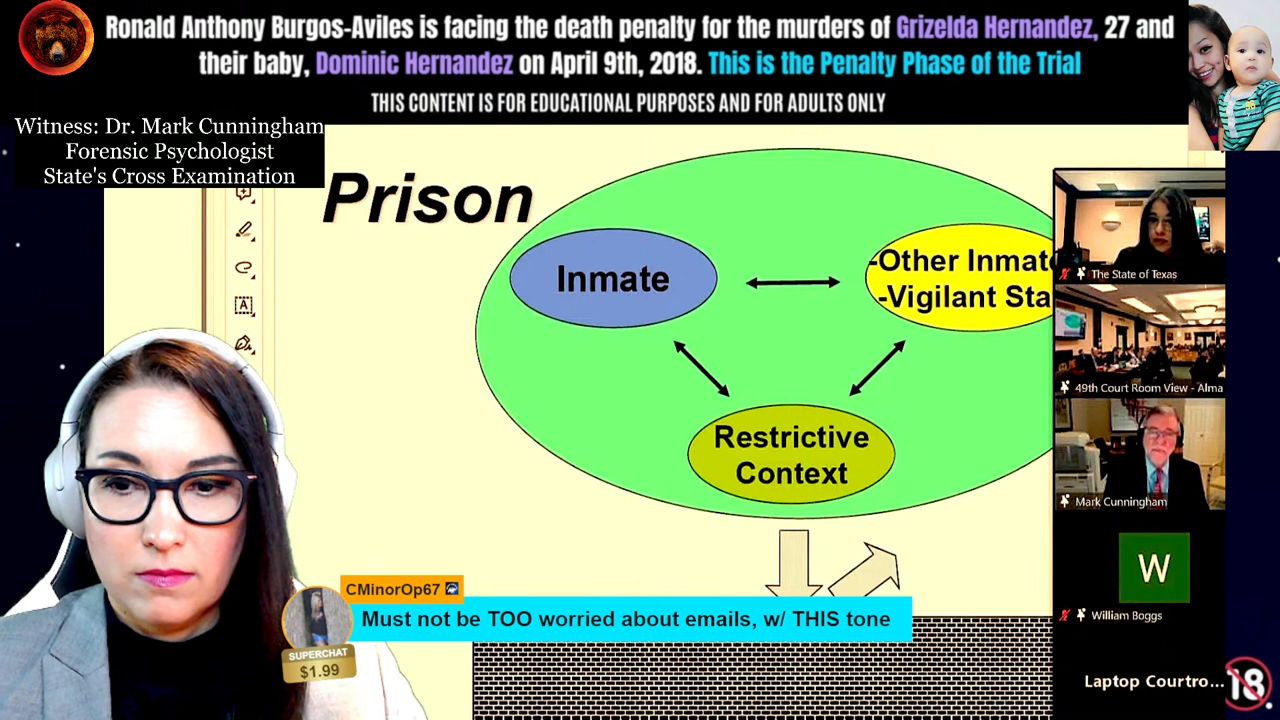 Ronald Anthony Burgos-Aviles is facing the death penalty for the murders of Grizelda Hernandez, 27 and
their baby, Dominic Hernandez on April 9th, 2018. This is the Penalty Phase of the Trial
THIS CONTENT IS FOR EDUCATIONAL PURPOSES AND FOR ADULTS ONLY
Witness: Dr. Mark Cunningham
Forensic Psychologist
State's Cross Examination
Prison
Inmate
-Other Inmat
-Vigilant Sta
Restrictive
Context
The State of Texas
49th Court Room View - Alma
Mark Cunningham
W
William Boggs
Laptop Courtro...
18
CMinorOp67
Must not be TOO worried about emails, w/ THIS tone
SUPERCHAT
$1.99